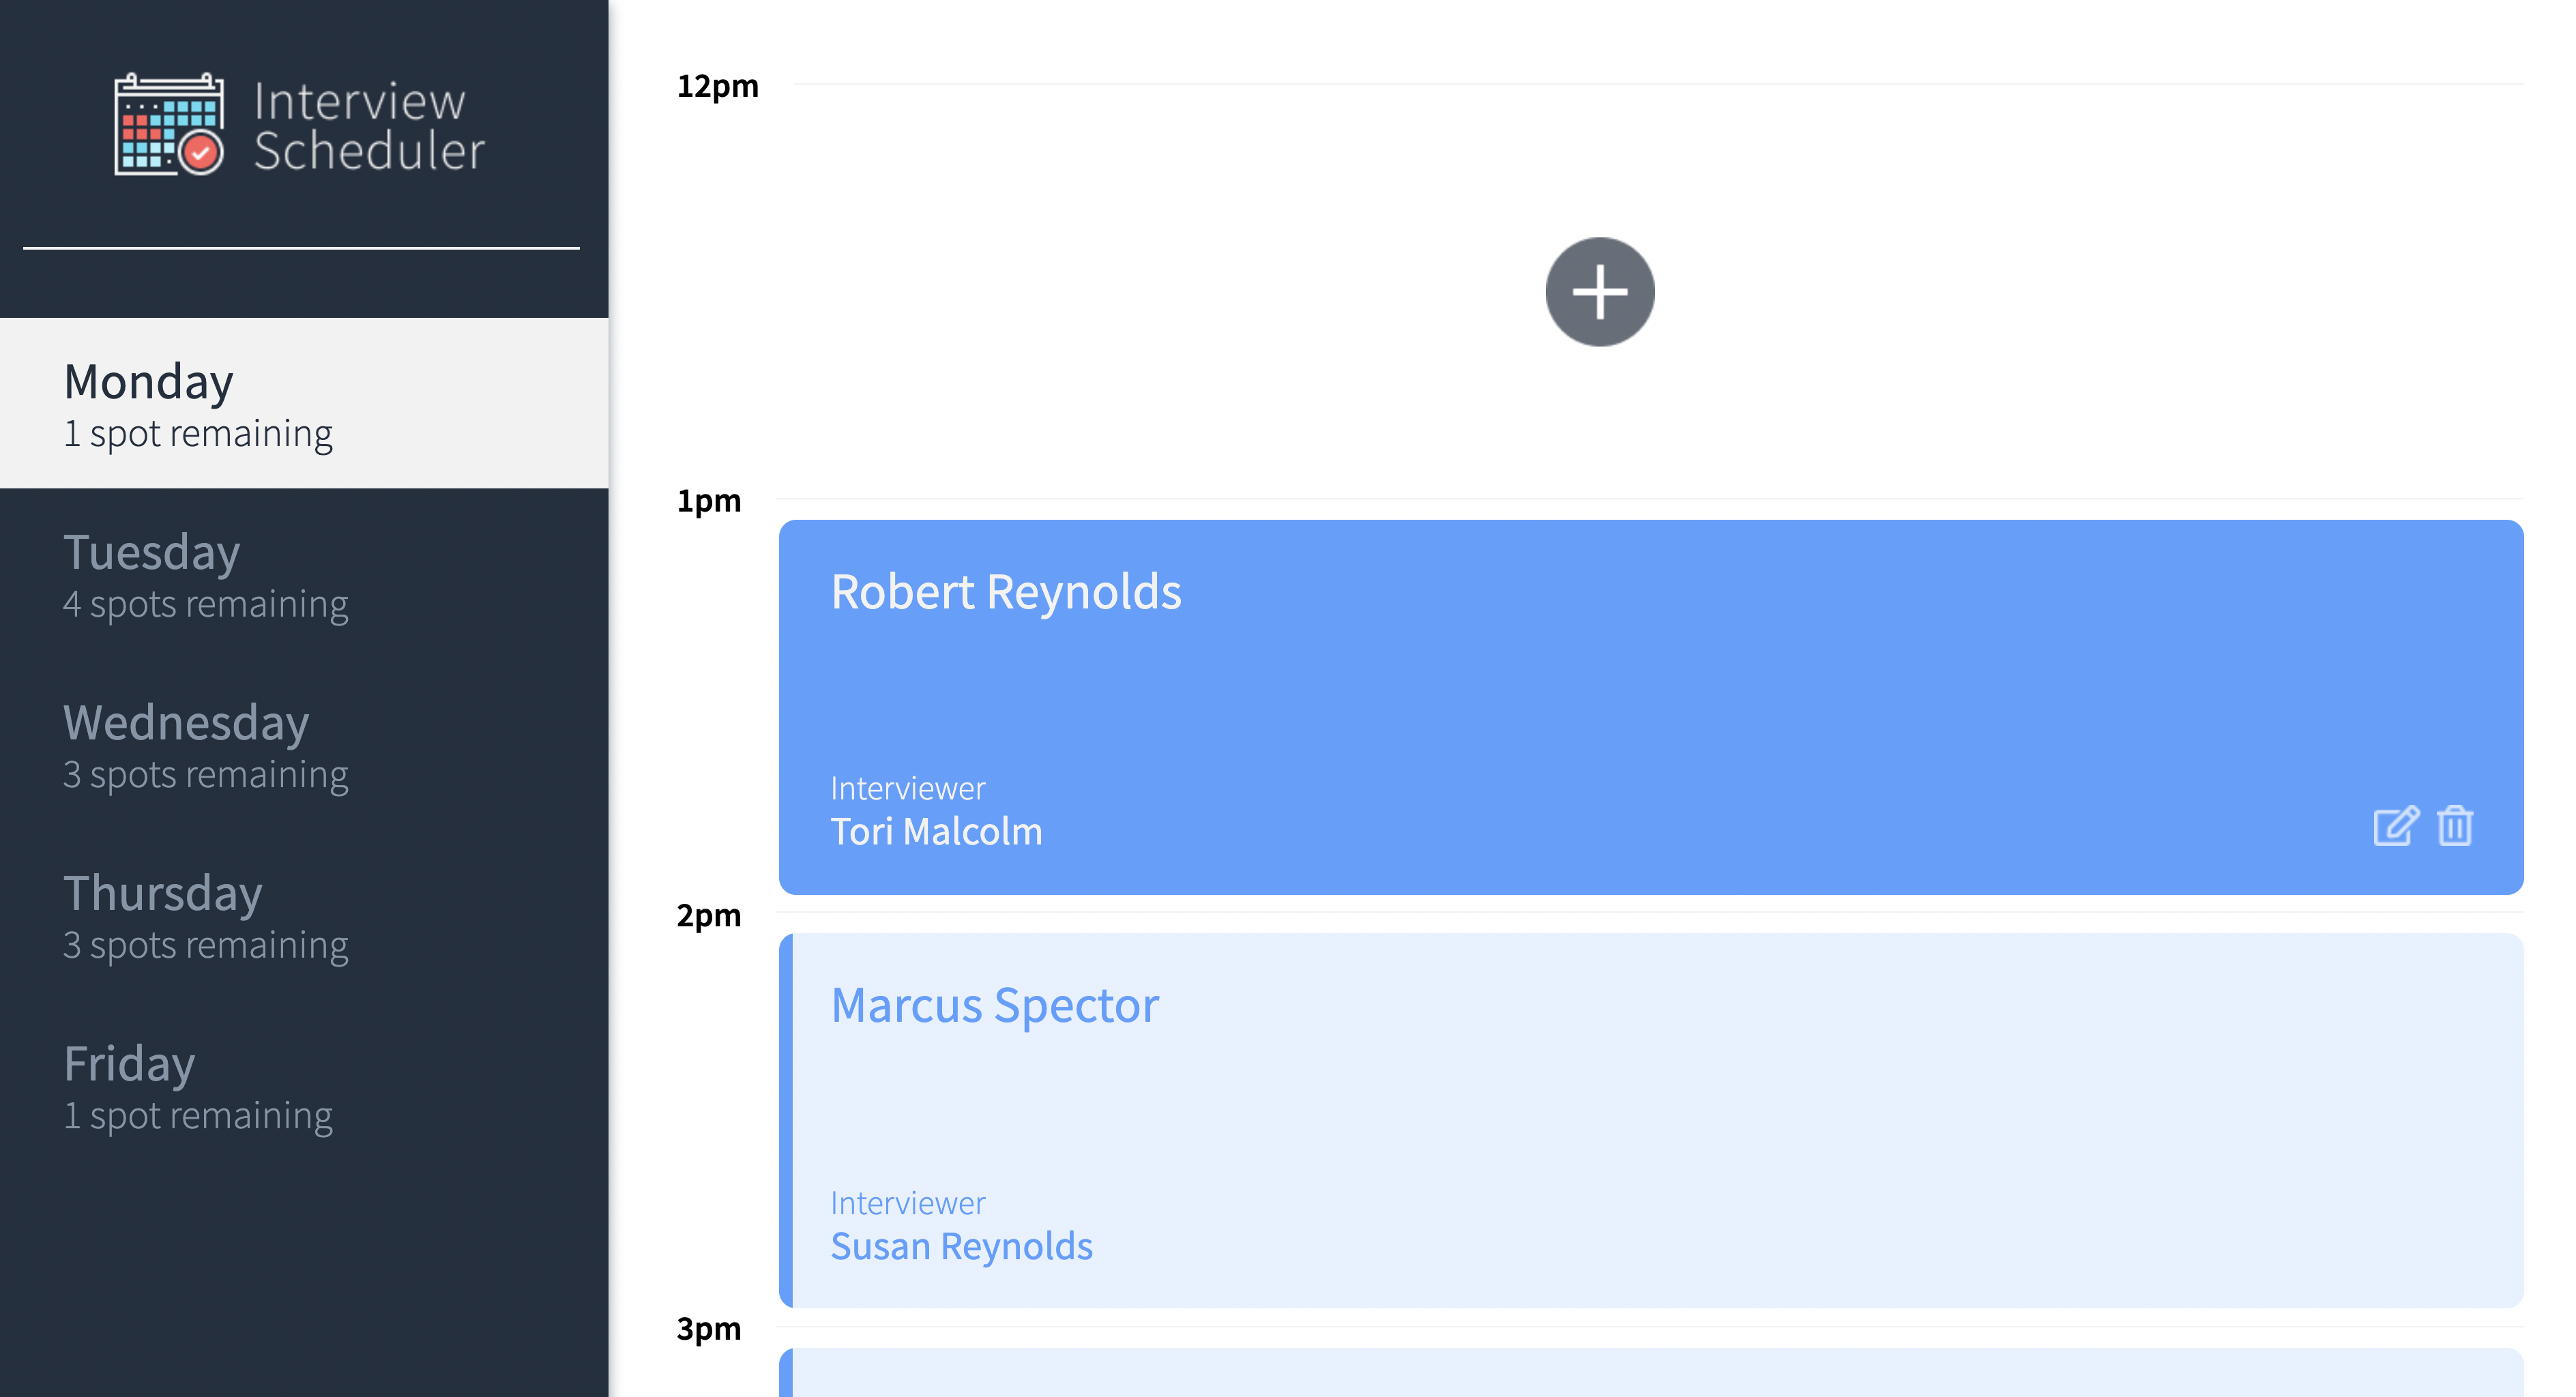 Interview
Scheduler
Monday
1 spot remaining
Tuesday
4 spots remaining
Wednesday
3 spots remaining
Thursday
3 spots remaining
Friday
1 spot remaining
12pm
1pm
Robert Reynolds
Interviewer
Tori Malcolm
2pm
Marcus Spector
Interviewer
Susan Reynolds
3pm